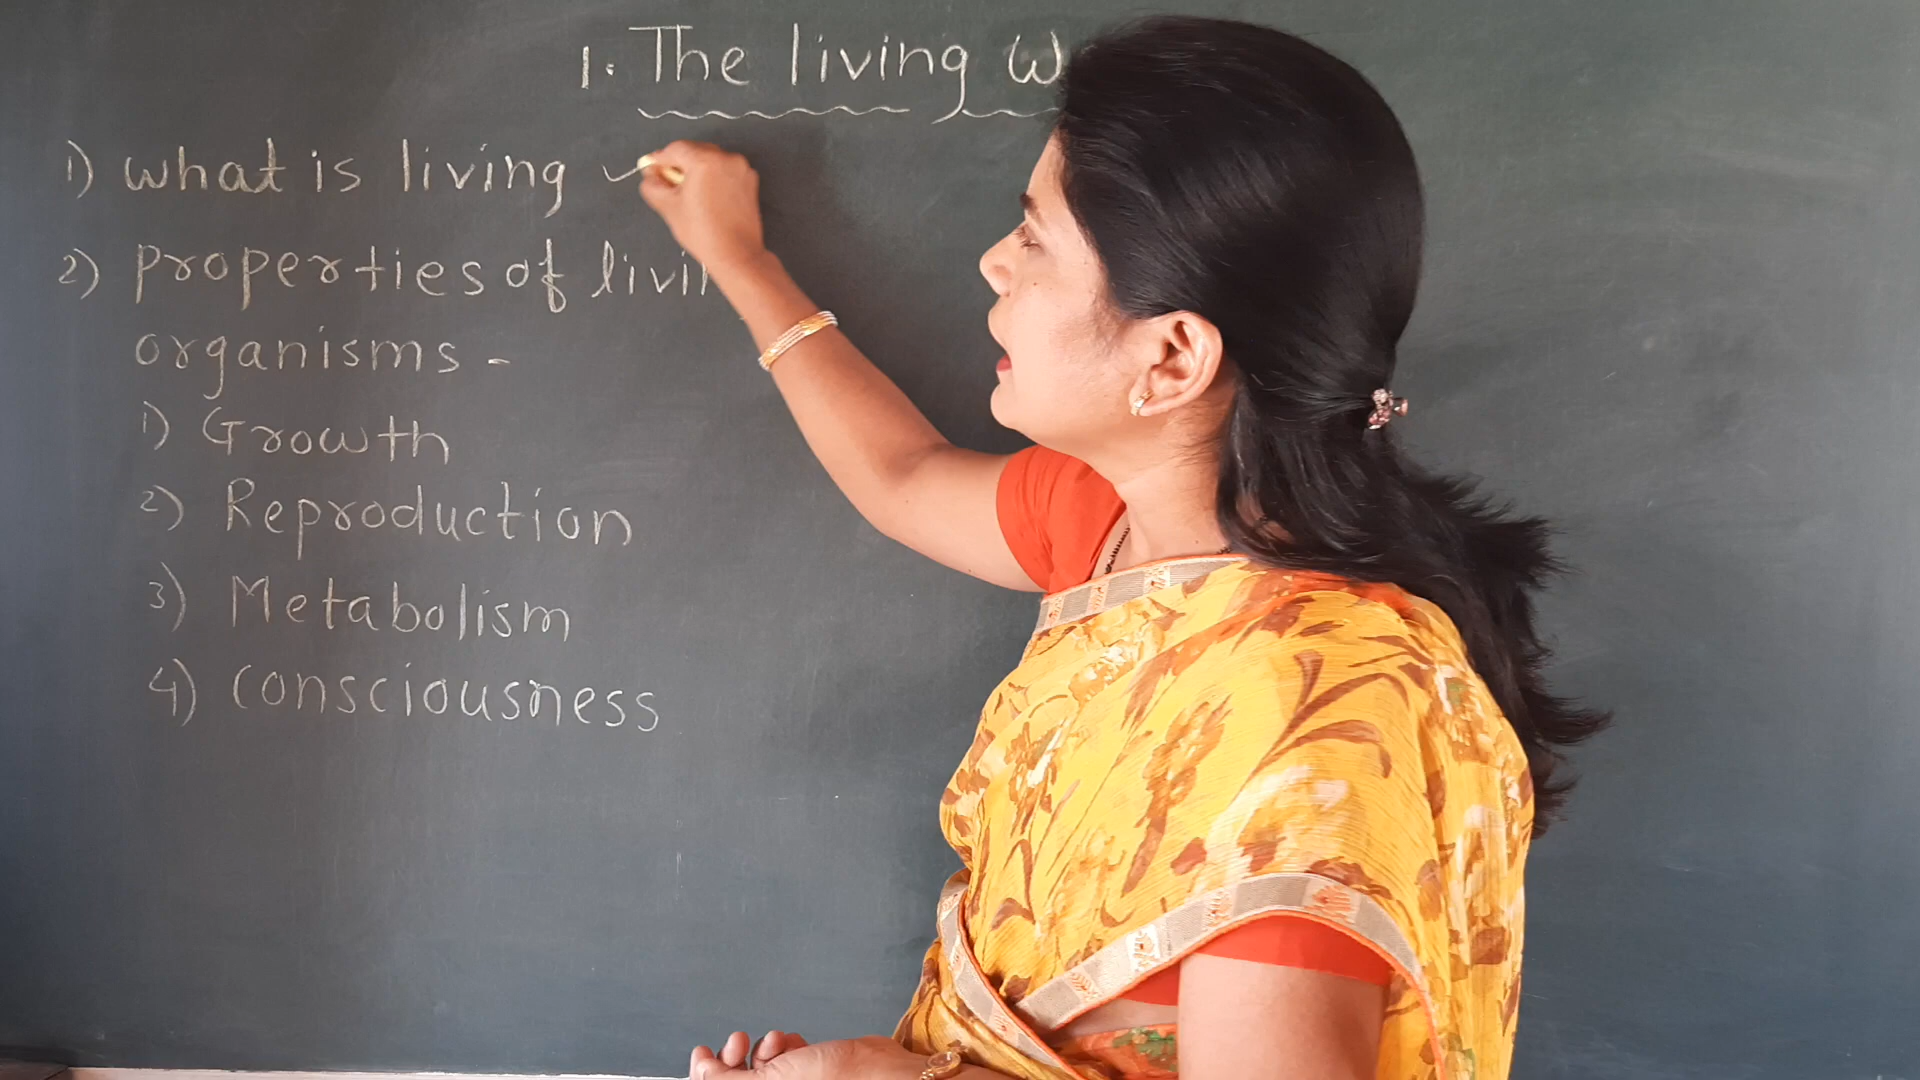 1. The living w
1) what is living
2) properties of livin
organisms -
1) Growth
2) Reproduction
3) Metabolism
4) consciousness